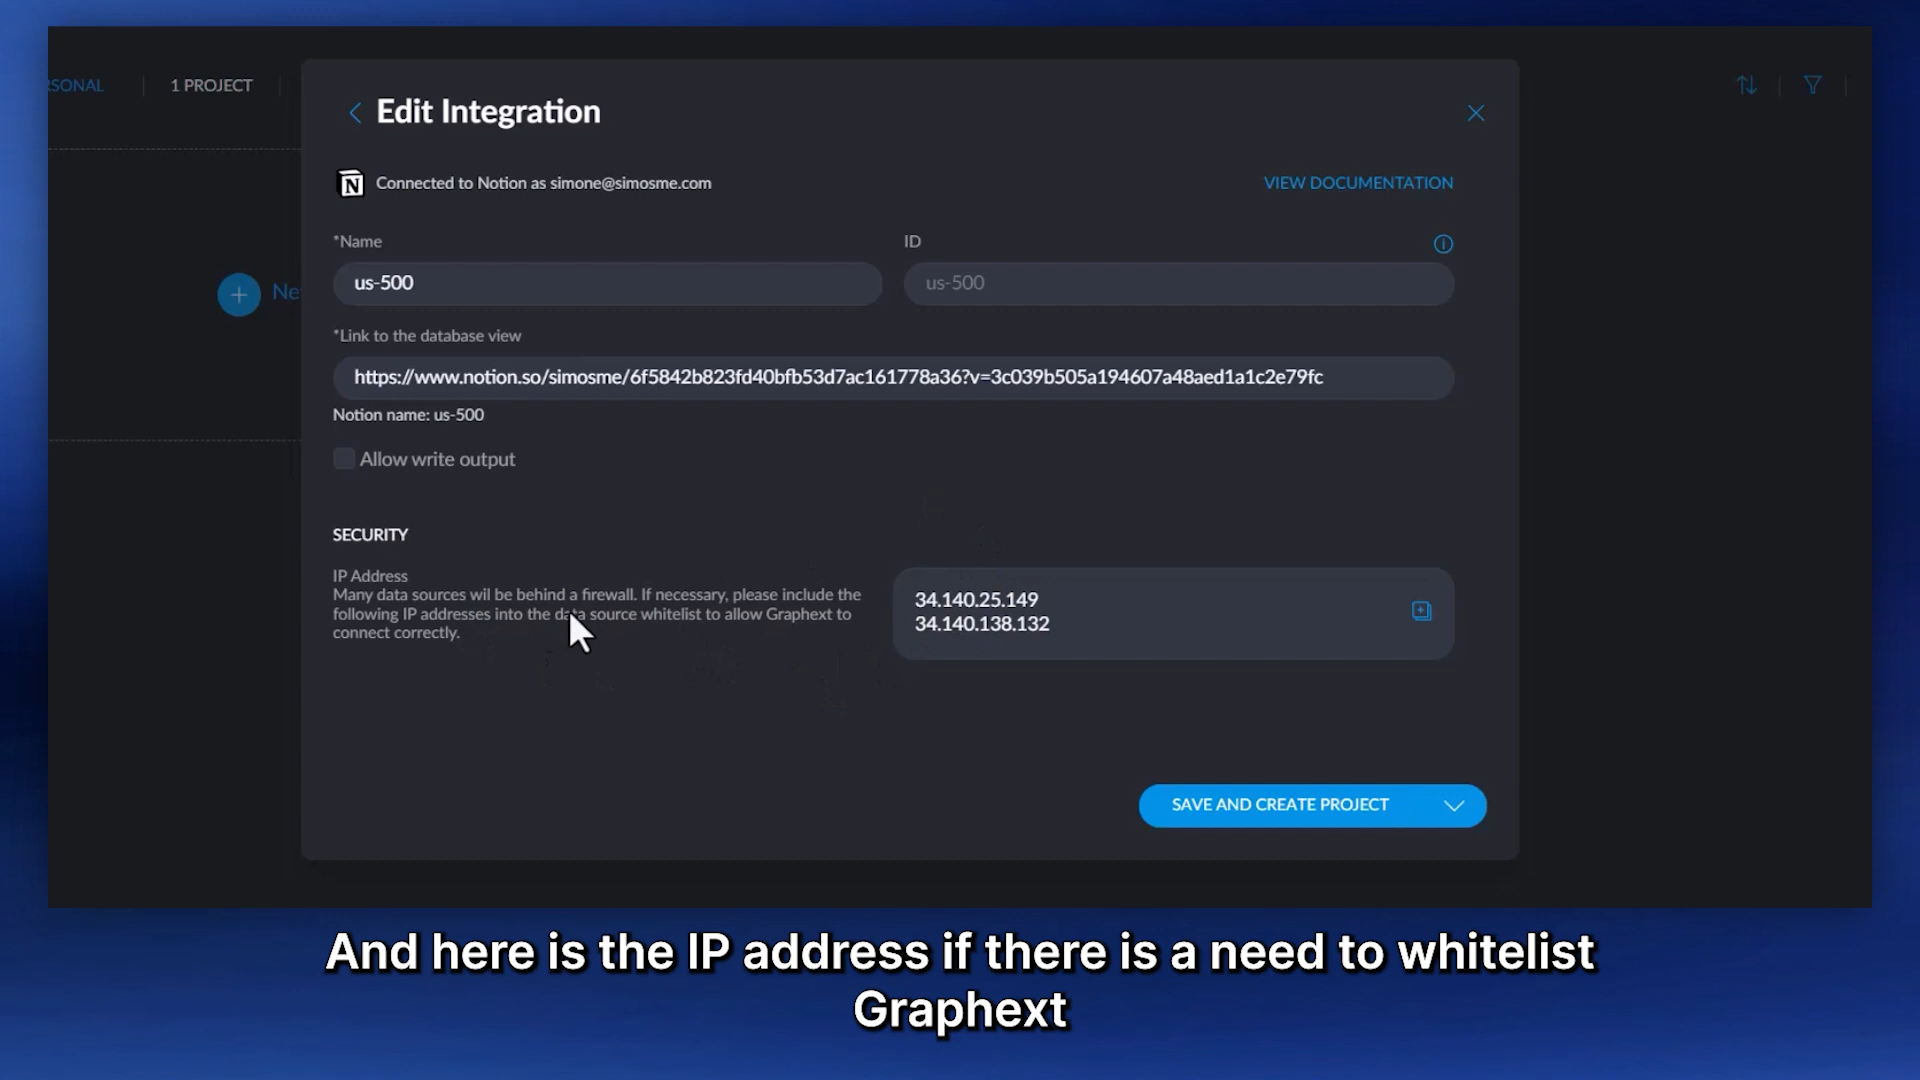 1 PROJECT
Edit Integration
N Connected to Notion as simone@simosme.com
VIEW DOCUMENTATION
*Name
ID
us-500
us-500
*Link to the database view
https://www.notion.so/simosme/6f5842b823fd40bfb53d7ac161778a36?v=3c039b505a194607a48aed1a1c2e79fc
Notion name: us-500
Allow write output
SECURITY
IP Address
Many data sources wil be behind a firewall. If necessary, please include the
following IP addresses into the data source whitelist to allow Graphext to
connect correctly.
34.140.25.149
34.140.138.132
SAVE AND CREATE PROJECT
And here is the IP address if there is a need to whitelist
Graphext